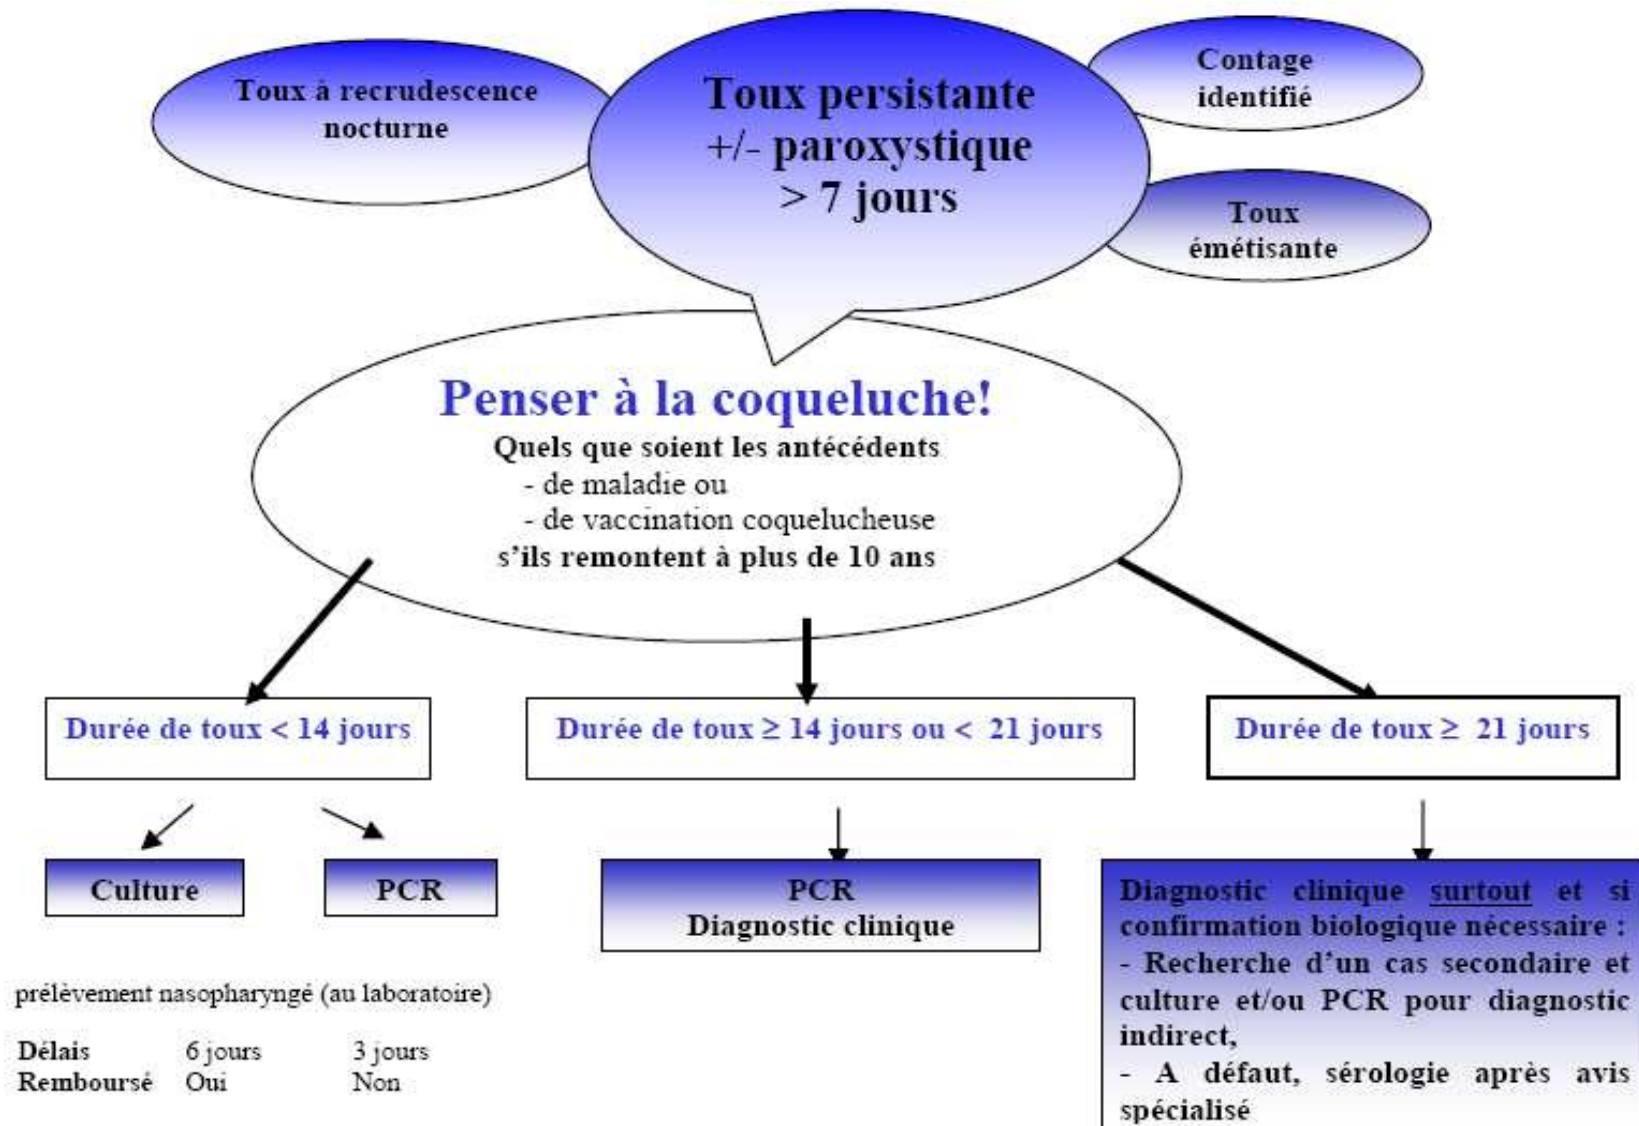 Toux à recrudescence
nocturne
Toux persistante
+/- paroxystique
> 7 jours
Contage
identifié
Toux
émétisante
Penser à la coqueluche!
Quels que soient les antécédents
- de maladie ou
- de vaccination coquelucheuse
s'ils remontent à plus de 10 ans
Durée de toux < 14 jours
Durée de toux ≥ 14 jours ou < 21 jours
Durée de toux ≥ 21 jours
Culture
PCR
PCR
Diagnostic clinique
Diagnostic clinique surtout et si
confirmation biologique nécessaire :
- Recherche d'un cas secondaire et
culture et/ou PCR pour diagnostic
indirect,
- A défaut, sérologie après avis
spécialisé
prélèvement nasopharyngé (au laboratoire)
Délais 6 jours 3 jours
Remboursé Oui Non